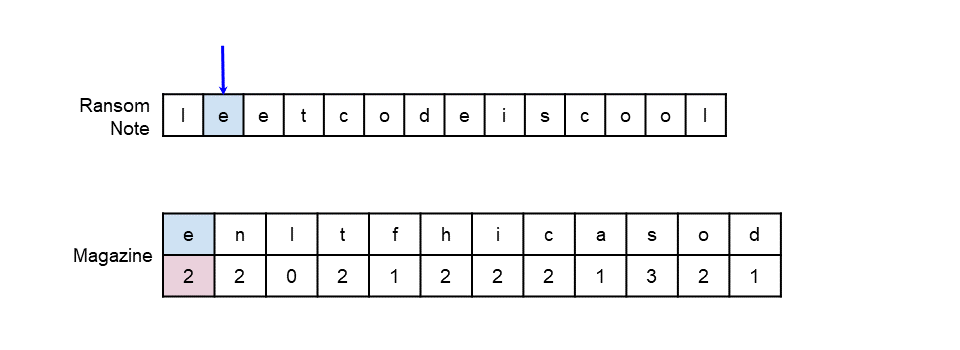 Ransom Note
l e e t c o d e i s c o o l
Magazine
e n l t f h i c a s o d
2 2 0 2 1 2 2 2 1 3 2 1